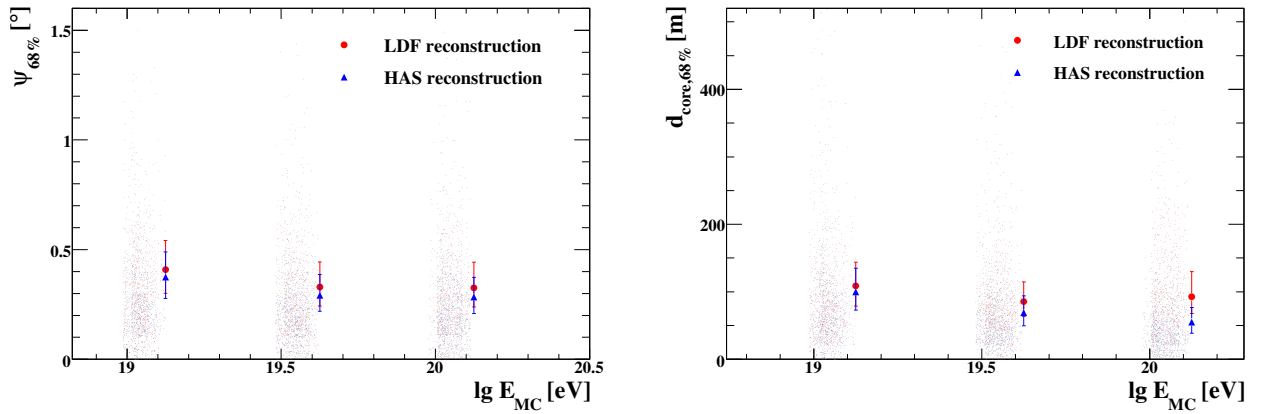 ψ68% [°]
1.5
1
0.5
0
LDF reconstruction
HAS reconstruction
19
19.5
20
20.5
lg EMC [eV]
dcore,68% [m]
400
200
0
LDF reconstruction
HAS reconstruction
19
19.5
20
lg EMC [eV]